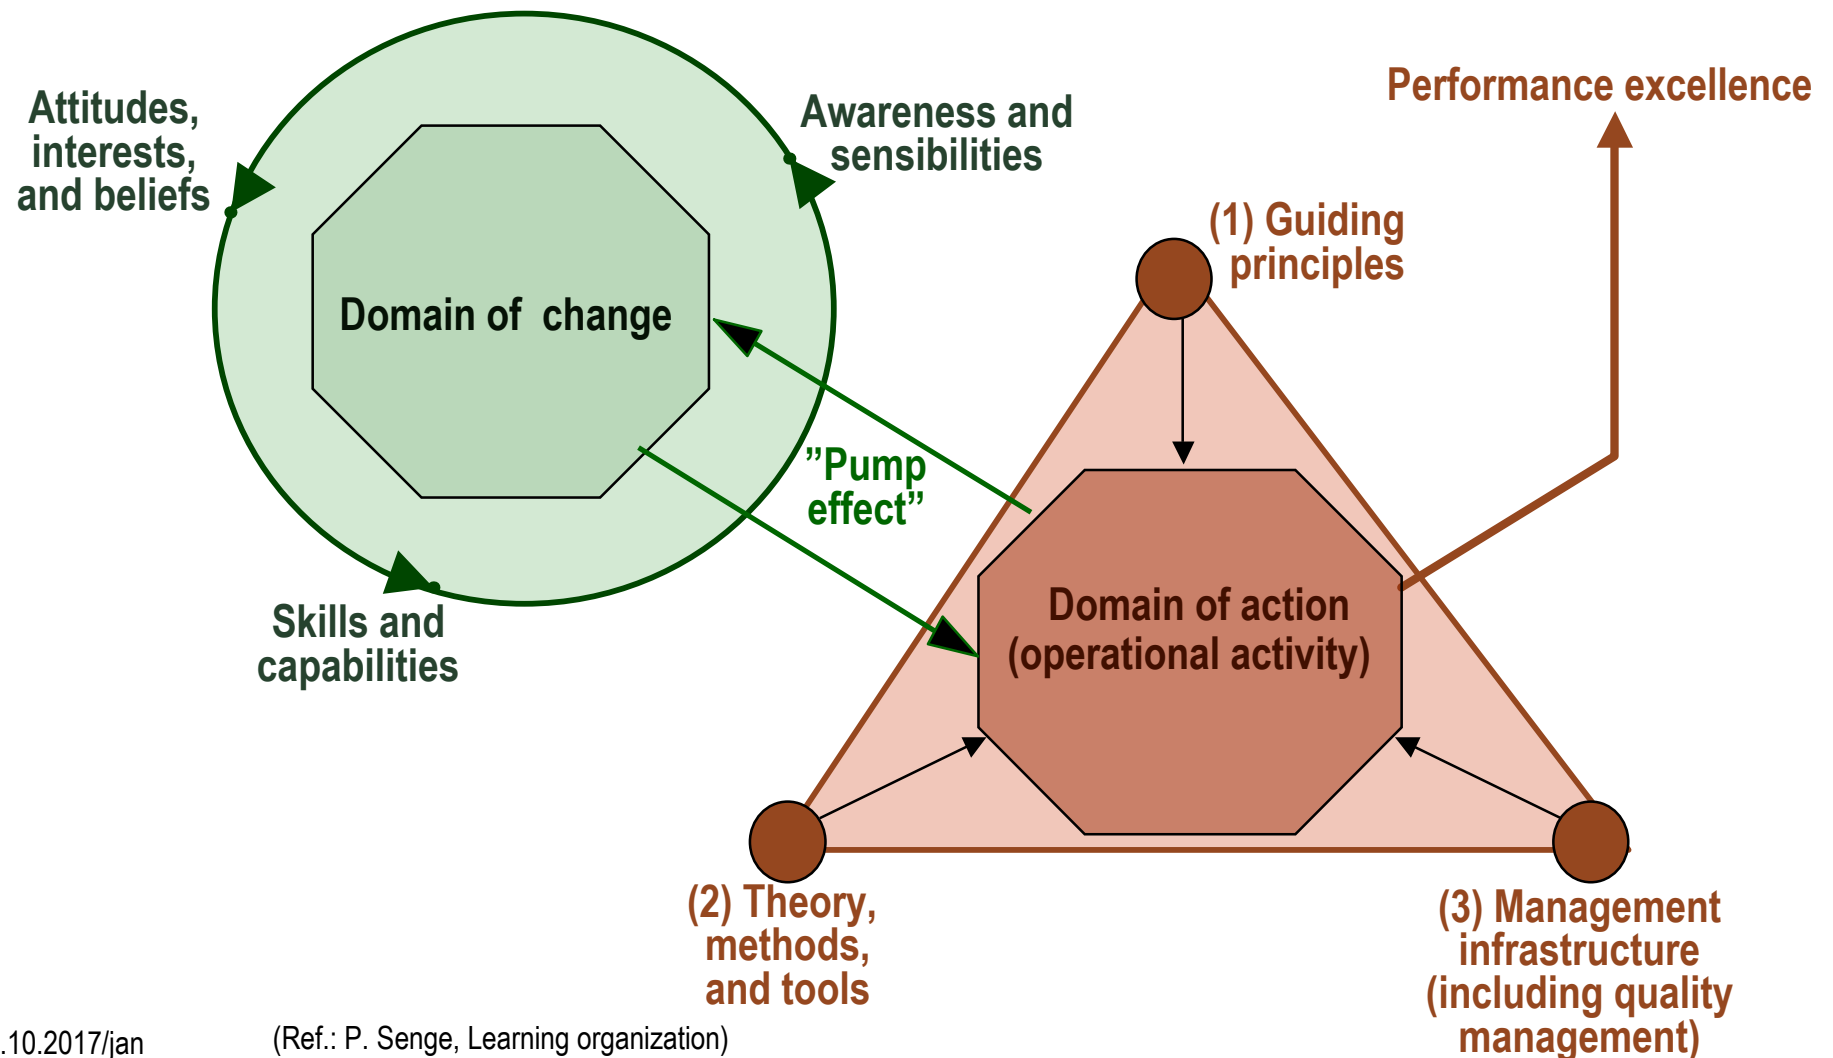 Attitudes,
interests,
and beliefs
Awareness and
sensibilities
Performance excellence
(1) Guiding
principles
Domain of  change
”Pump
effect”
Domain of action
(operational activity)
Skills and
capabilities
(2) Theory,
methods,
and tools
(3) Management
infrastructure
(including quality
management)
.10.2017/jan
(Ref.: P. Senge, Learning organization)